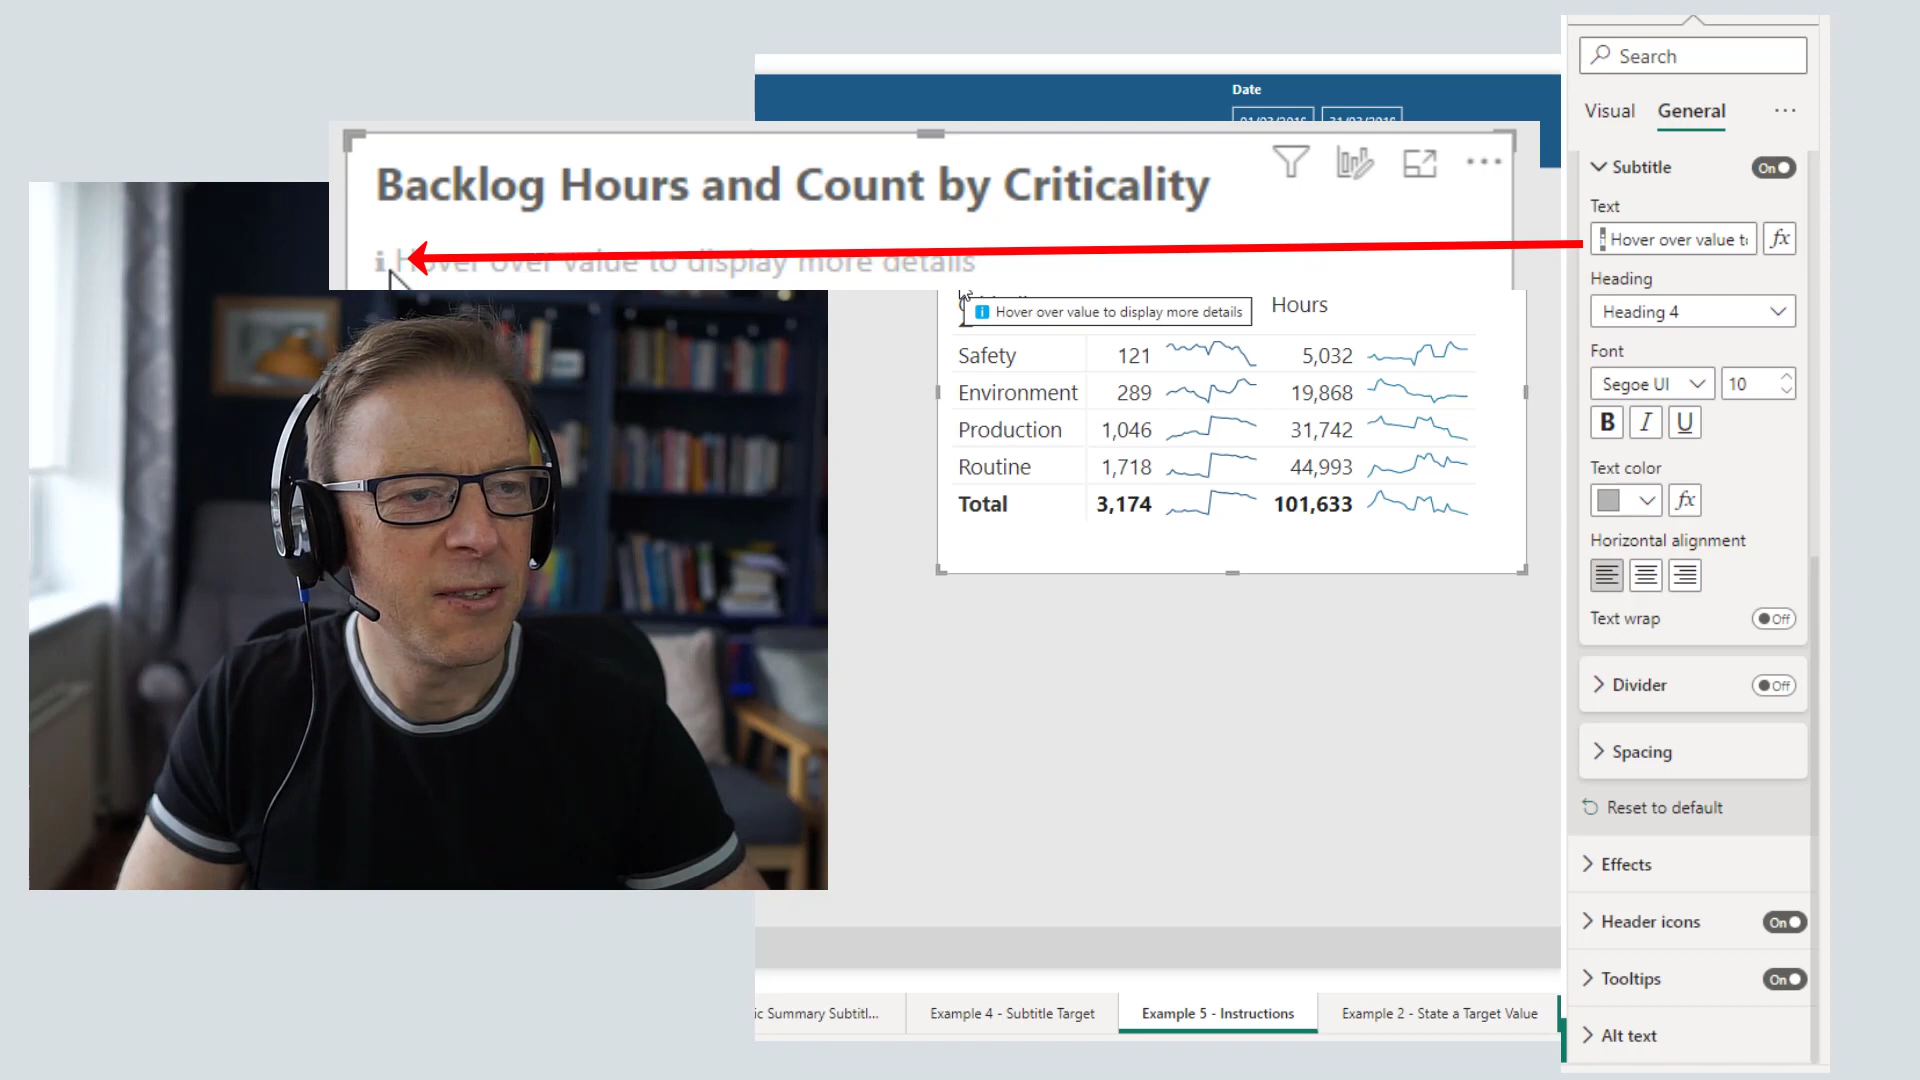 Date
Backlog Hours and Count by Criticality
i Hover over value to display more details
Hover over value to display more details
Hours
Safety 121 5,032
Environment 289 19,868
Production 1,046 31,742
Routine 1,718 44,993
Total 3,174 101,633
ic Summary Subtitl...
Example 4 - Subtitle Target
Example 5 - Instructions
Example 2 - State a Target Value
Search
Visual General ...
Subtitle On
Text
Hover over value to fx
Heading
Heading 4
Font
Segoe UI 10
B I U
Text color
fx
Horizontal alignment
Text wrap Off
Divider Off
Spacing
Reset to default
Effects
Header icons On
Tooltips On
Alt text